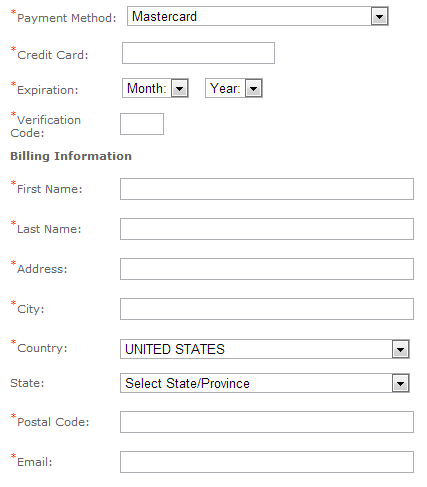 *Payment Method: Mastercard
*Credit Card:
*Expiration: Month: Year:
*Verification
Code:
Billing Information
*First Name:
*Last Name:
*Address:
*City:
*Country: UNITED STATES
State: Select State/Province
*Postal Code:
*Email: